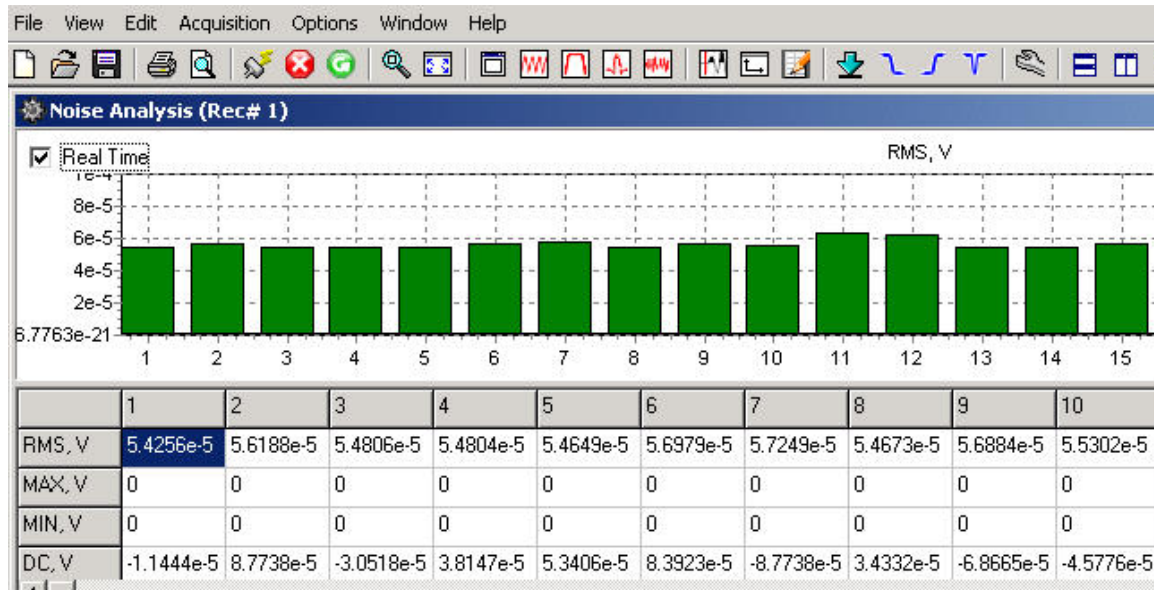 File View Edit Acquisition Options Window Help
Noise Analysis (Rec# 1)
Real Time
RMS, V
1e-4
8e-5
6e-5
4e-5
2e-5
6.7763e-21
1 2 3 4 5 6 7 8 9 10 11 12 13 14 15
1 2 3 4 5 6 7 8 9 10
RMS, V 5.4256e-5 5.6188e-5 5.4806e-5 5.4804e-5 5.4649e-5 5.6979e-5 5.7249e-5 5.4673e-5 5.6884e-5 5.5302e-5
MAX, V 0 0 0 0 0 0 0 0 0 0
MIN, V 0 0 0 0 0 0 0 0 0 0
DC, V -1.1444e-5 8.7738e-5 -3.0518e-5 3.8147e-5 5.3406e-5 8.3923e-5 -8.7738e-5 3.4332e-5 -6.8665e-5 -4.5776e-5